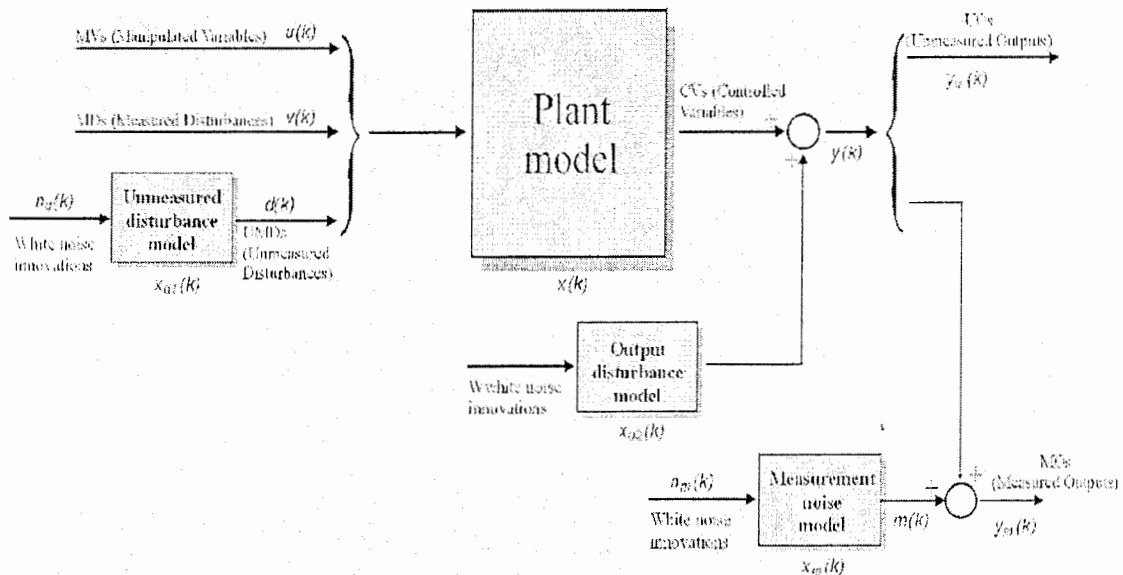 MVs (Manipulated Variables) u(k)
MDs (Measured Disturbances) v(k)
n_d(k)
White noise
innovations
Unmeasured
disturbance
model
x_d1(k)
d(k)
UMDs
(Unmeasured
Disturbances)
Plant
model
x(k)
CVs (Controlled
Variables)
+
+
y(k)
(Unmeasured Outputs)
y_u(k)
Wwhite noise
innovations
Output
disturbance
model
x_d2(k)
n_m(k)
White noise
innovations
Measurement
noise
model
x_m(k)
m(k)
+
+
MOs
(Measured Outputs)
y_m(k)